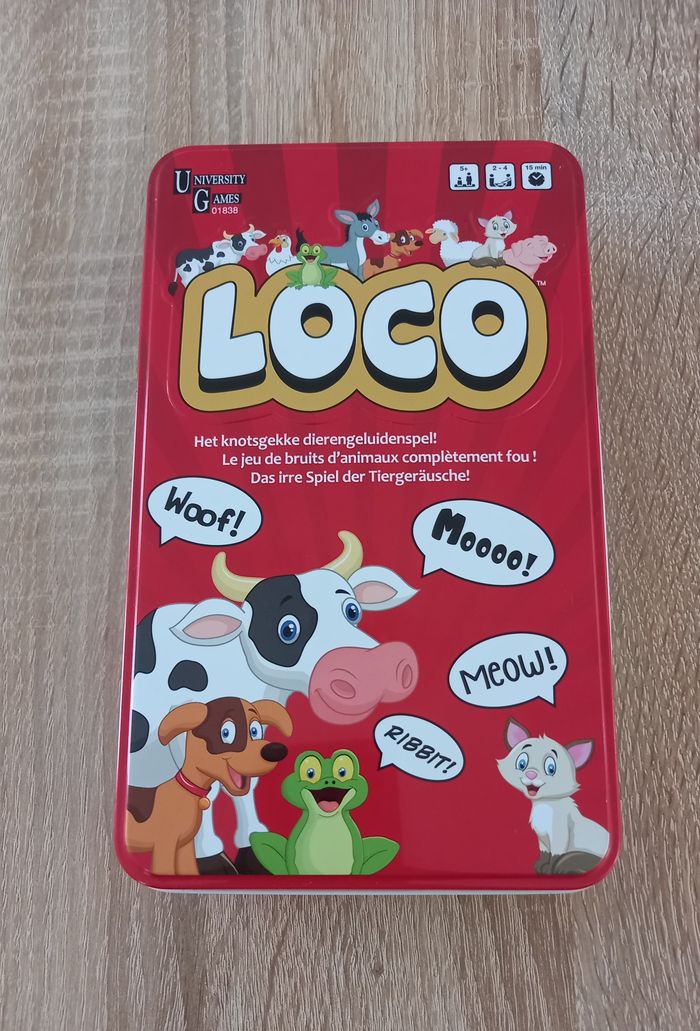 UNIVERSITY
GAMES
01838
5+
2 - 4
15 min
LOCO™
Het knotsgekke dierengeluidenspel!
Le jeu de bruits d'animaux complètement fou !
Das irre Spiel der Tiergeräusche!
Woof!
Moooo!
MEOW!
RIBBIT!